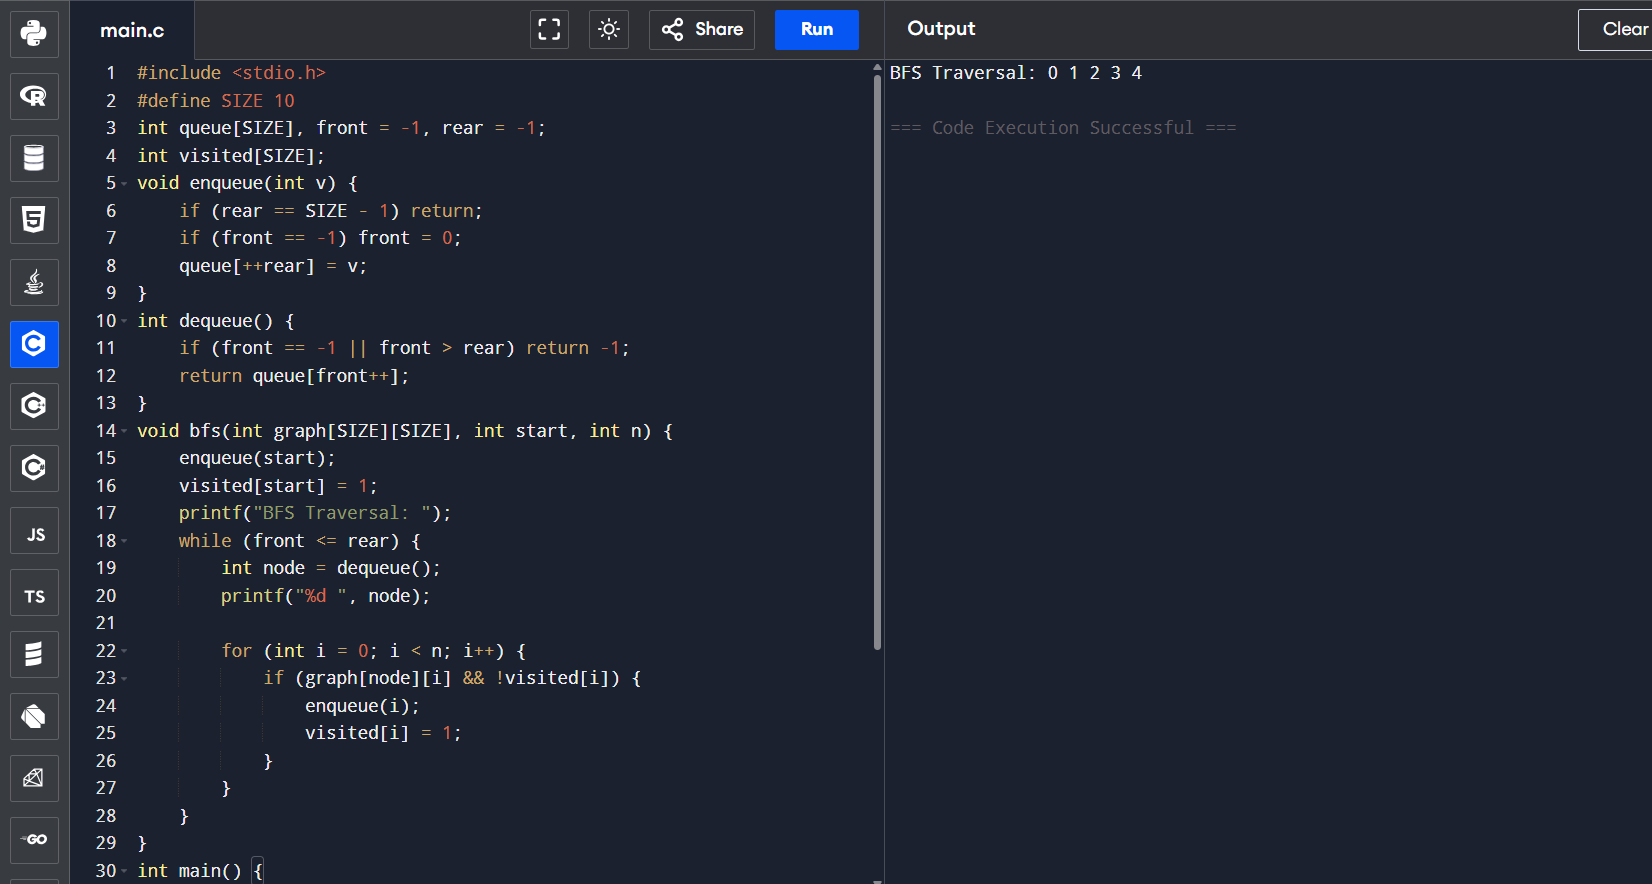 main.c
Share
Run
Output
Clear
1 #include <stdio.h>
2 #define SIZE 10
3 int queue[SIZE], front = -1, rear = -1;
4 int visited[SIZE];
5 void enqueue(int v) {
6     if (rear == SIZE - 1) return;
7     if (front == -1) front = 0;
8     queue[++rear] = v;
9 }
10 int dequeue() {
11     if (front == -1 || front > rear) return -1;
12     return queue[front++];
13 }
14 void bfs(int graph[SIZE][SIZE], int start, int n) {
15     enqueue(start);
16     visited[start] = 1;
17     printf("BFS Traversal: ");
18     while (front <= rear) {
19         int node = dequeue();
20         printf("%d ", node);
21
22         for (int i = 0; i < n; i++) {
23             if (graph[node][i] && !visited[i]) {
24                 enqueue(i);
25                 visited[i] = 1;
26             }
27         }
28     }
29 }
30 int main() {
BFS Traversal: 0 1 2 3 4
=== Code Execution Successful ===
R
5
C
C
C
JS
TS
GO